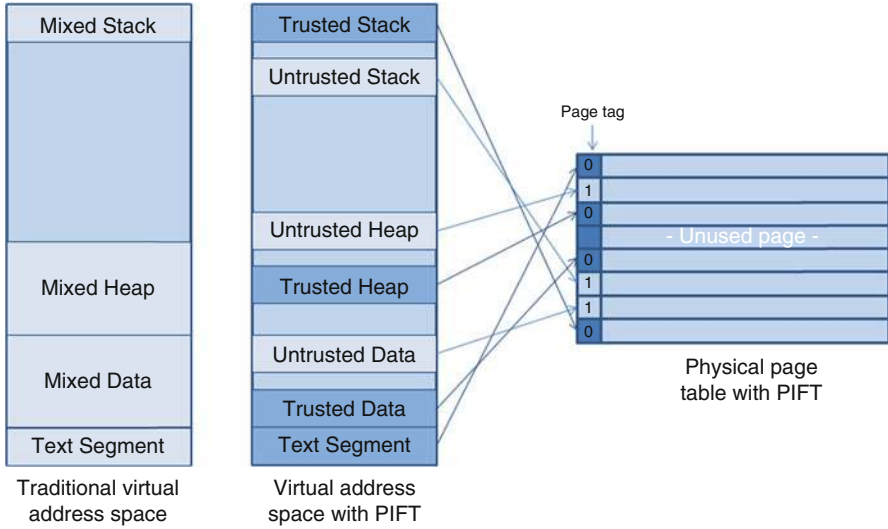 Mixed Stack
Mixed Heap
Mixed Data
Text Segment
Traditional virtual
address space
Trusted Stack
Untrusted Stack
Untrusted Heap
Trusted Heap
Untrusted Data
Trusted Data
Text Segment
Virtual address
space with PIFT
Page tag
0
1
0
- Unused page -
0
1
1
0
Physical page
table with PIFT